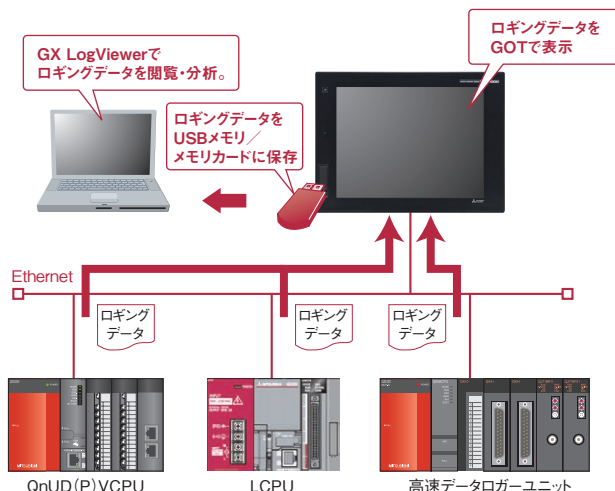 GX LogViewerで
ロギングデータを閲覧・分析。
ロギングデータを
GOTで表示
ロギングデータを
USBメモリ／
メモリカードに保存
Ethernet
ロギング
データ
ロギング
データ
ロギング
データ
QnUD(P)VCPU
LCPU
高速データロガーユニット